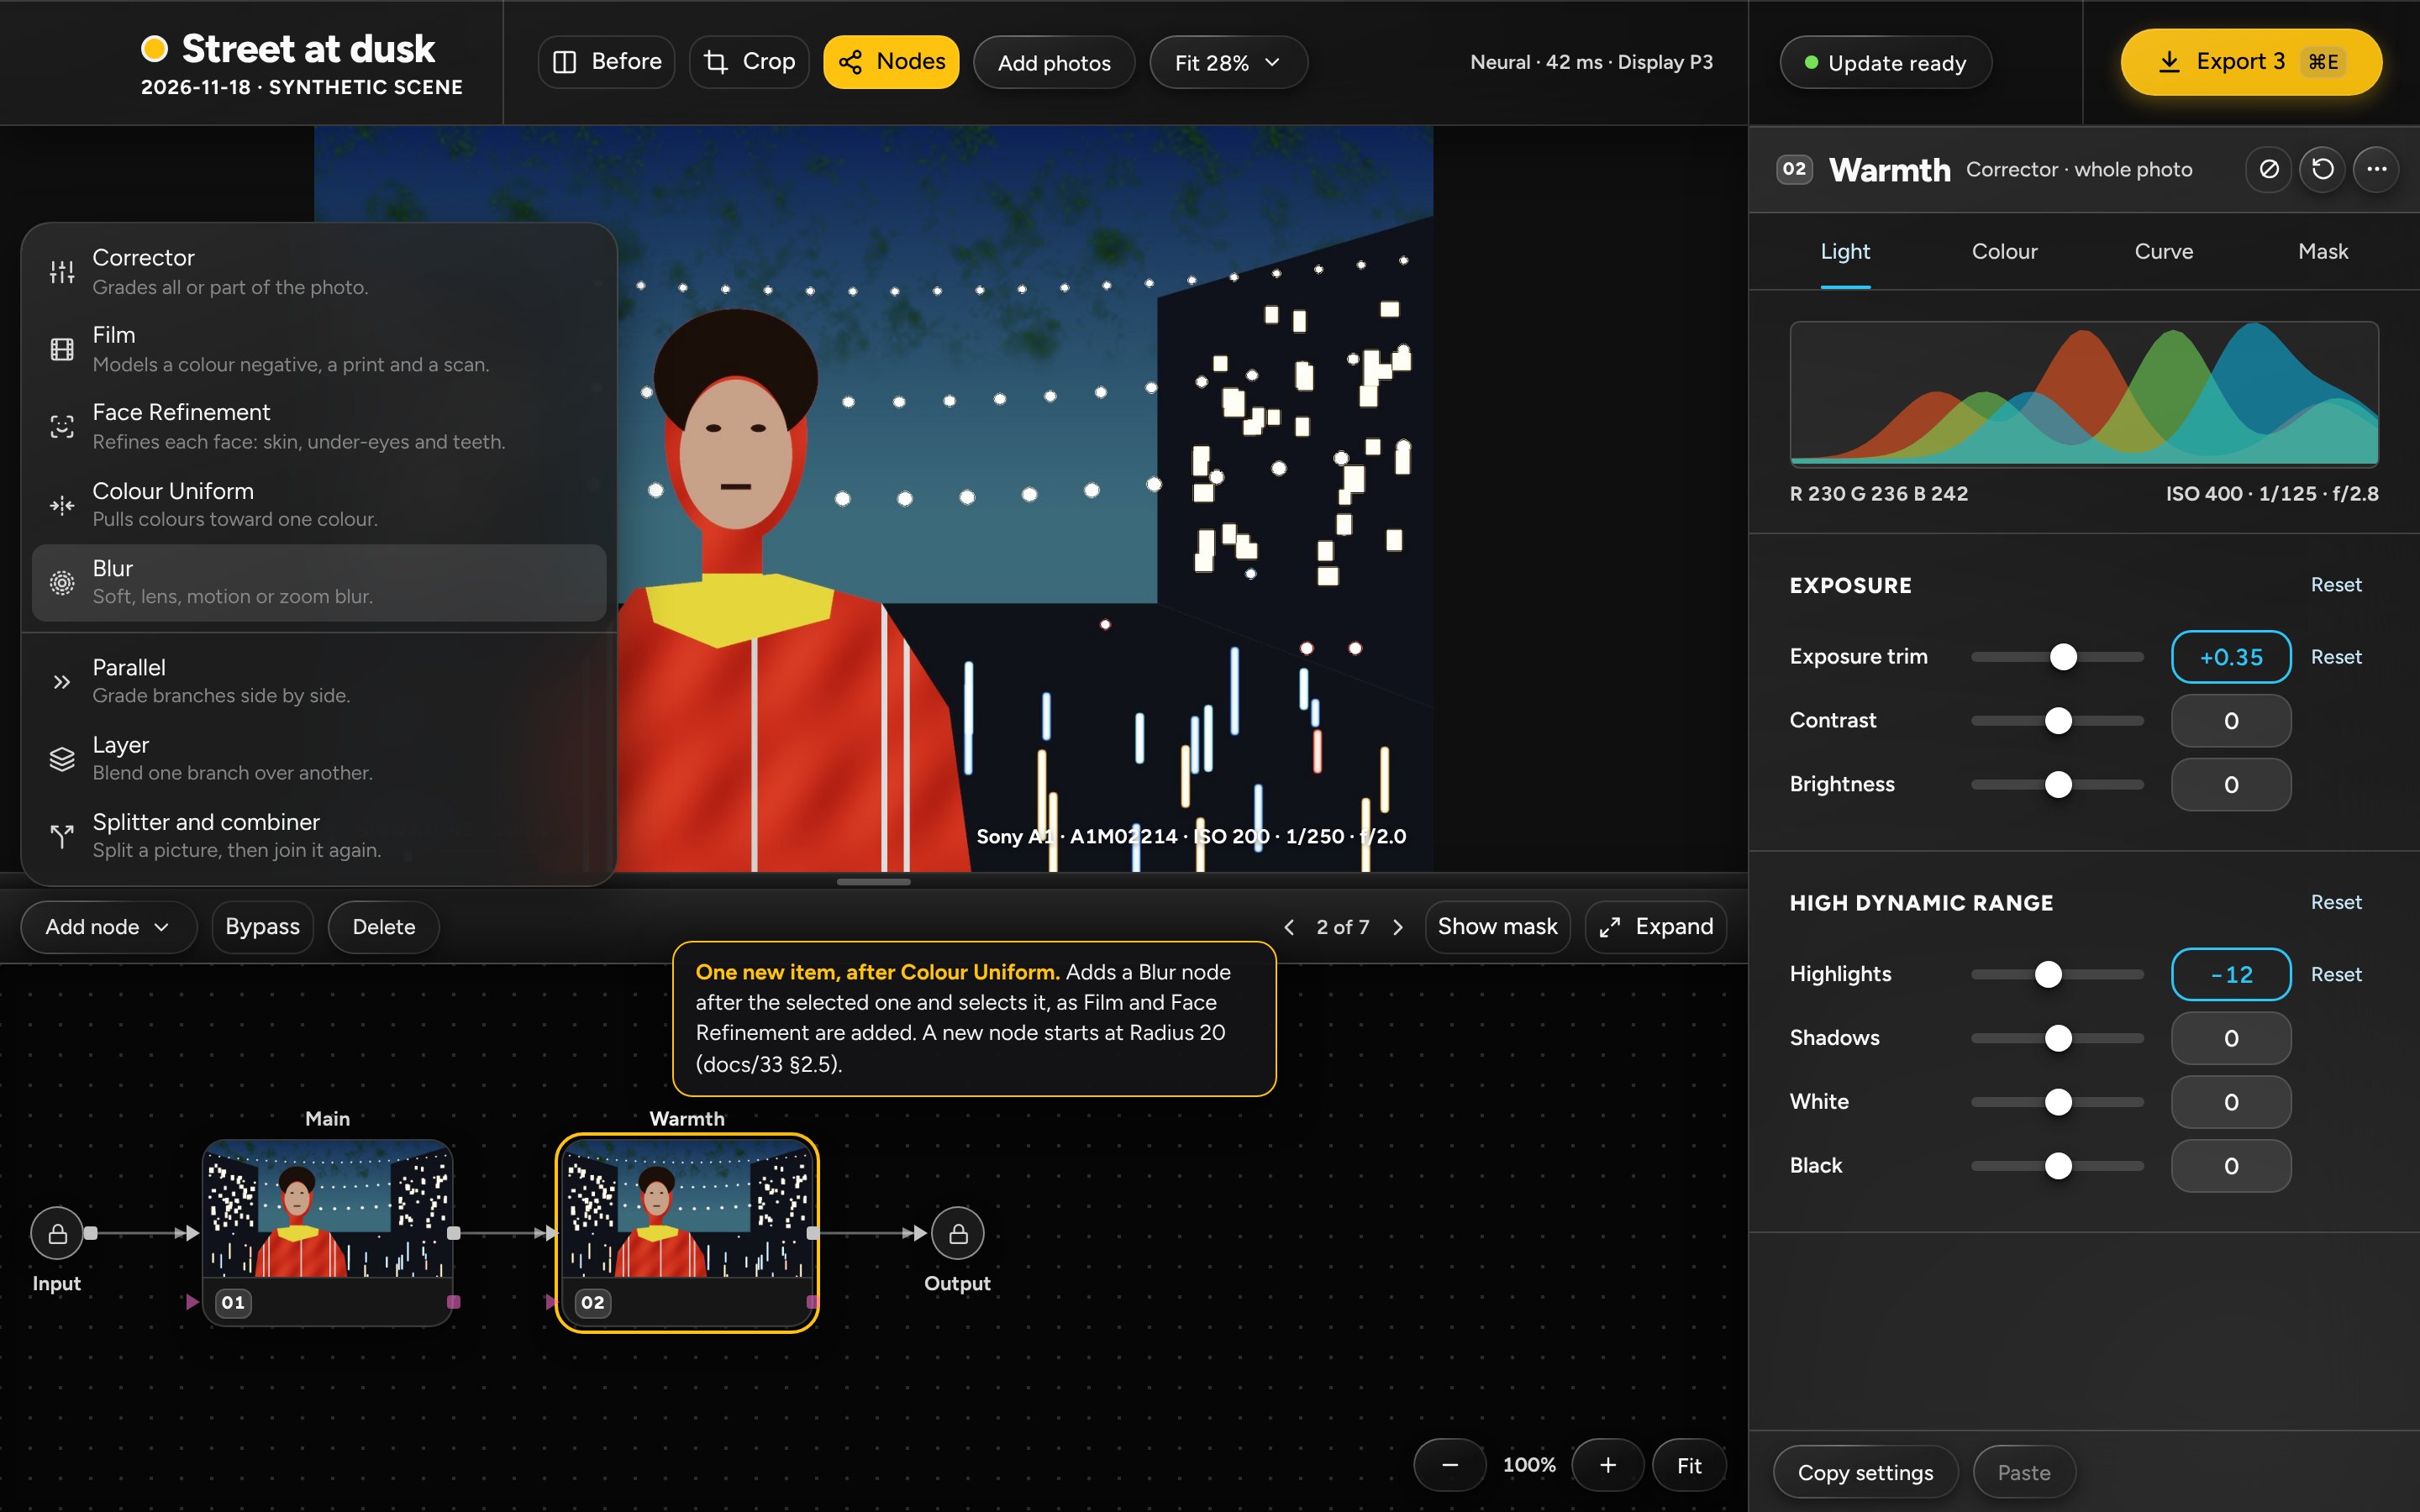 Street at dusk
2026-11-18 · SYNTHETIC SCENE
Before
Crop
Nodes
Add photos
Fit 28%
Neural · 42 ms · Display P3
Update ready
Export 3 ⌘E
Corrector
Grades all or part of the photo.
Film
Models a colour negative, a print and a scan.
Face Refinement
Refines each face: skin, under-eyes and teeth.
Colour Uniform
Pulls colours toward one colour.
Blur
Soft, lens, motion or zoom blur.
Parallel
Grade branches side by side.
Layer
Blend one branch over another.
Splitter and combiner
Split a picture, then join it again.
Sony A1 · A1M02214 · ISO 200 · 1/250 · f/2.0
Add node
Bypass
Delete
2 of 7
Show mask
Expand
One new item, after Colour Uniform. Adds a Blur node
after the selected one and selects it, as Film and Face
Refinement are added. A new node starts at Radius 20
(docs/33 §2.5).
Main
Warmth
Input
01
02
Output
100%
Fit
02 Warmth Corrector · whole photo
Light
Colour
Curve
Mask
R 230 G 236 B 242
ISO 400 · 1/125 · f/2.8
EXPOSURE Reset
Exposure trim +0.35 Reset
Contrast 0
Brightness 0
HIGH DYNAMIC RANGE Reset
Highlights −12 Reset
Shadows 0
White 0
Black 0
Copy settings
Paste